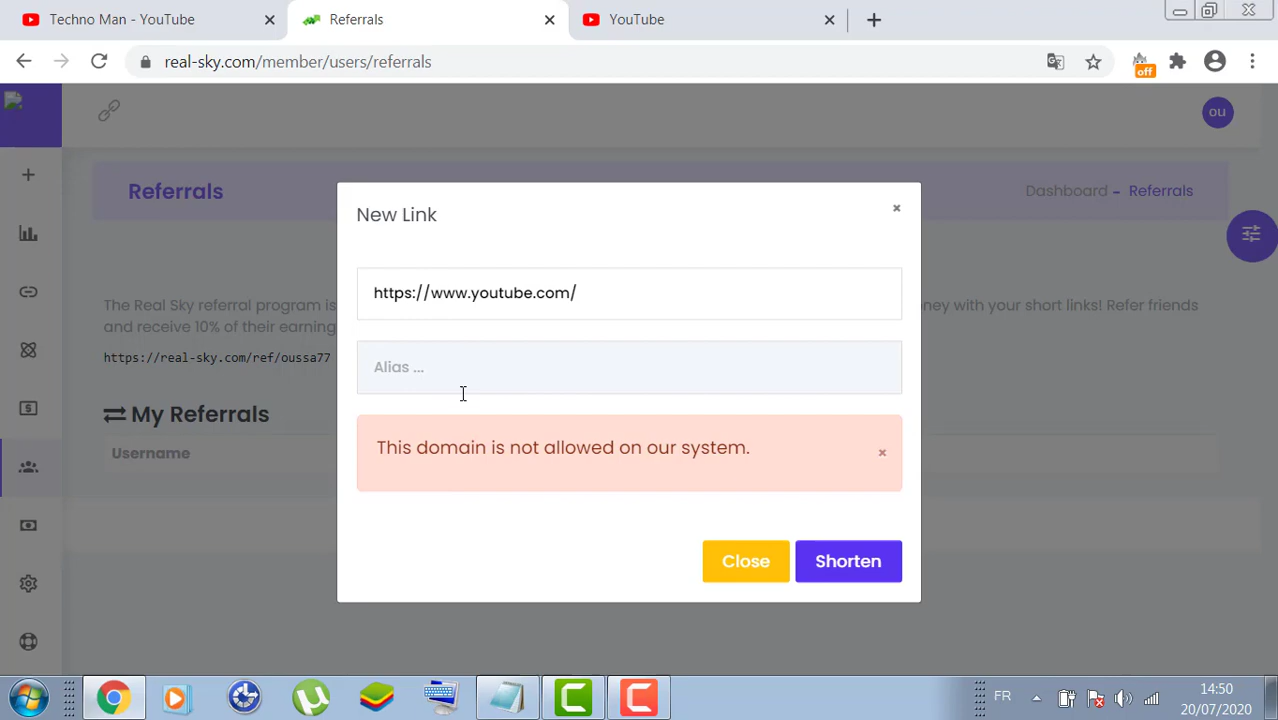 Techno Man - YouTube × Referrals × YouTube × +
real-sky.com/member/users/referrals
off
OU
Referrals
Dashboard - Referrals
New Link ×
https://www.youtube.com/
The Real Sky referral program is
ney with your short links! Refer friends
and receive 10% of their earning
https://real-sky.com/ref/oussa77
Alias ...
My Referrals
Username
This domain is not allowed on our system. ×
Close Shorten
FR
14:50
20/07/2020